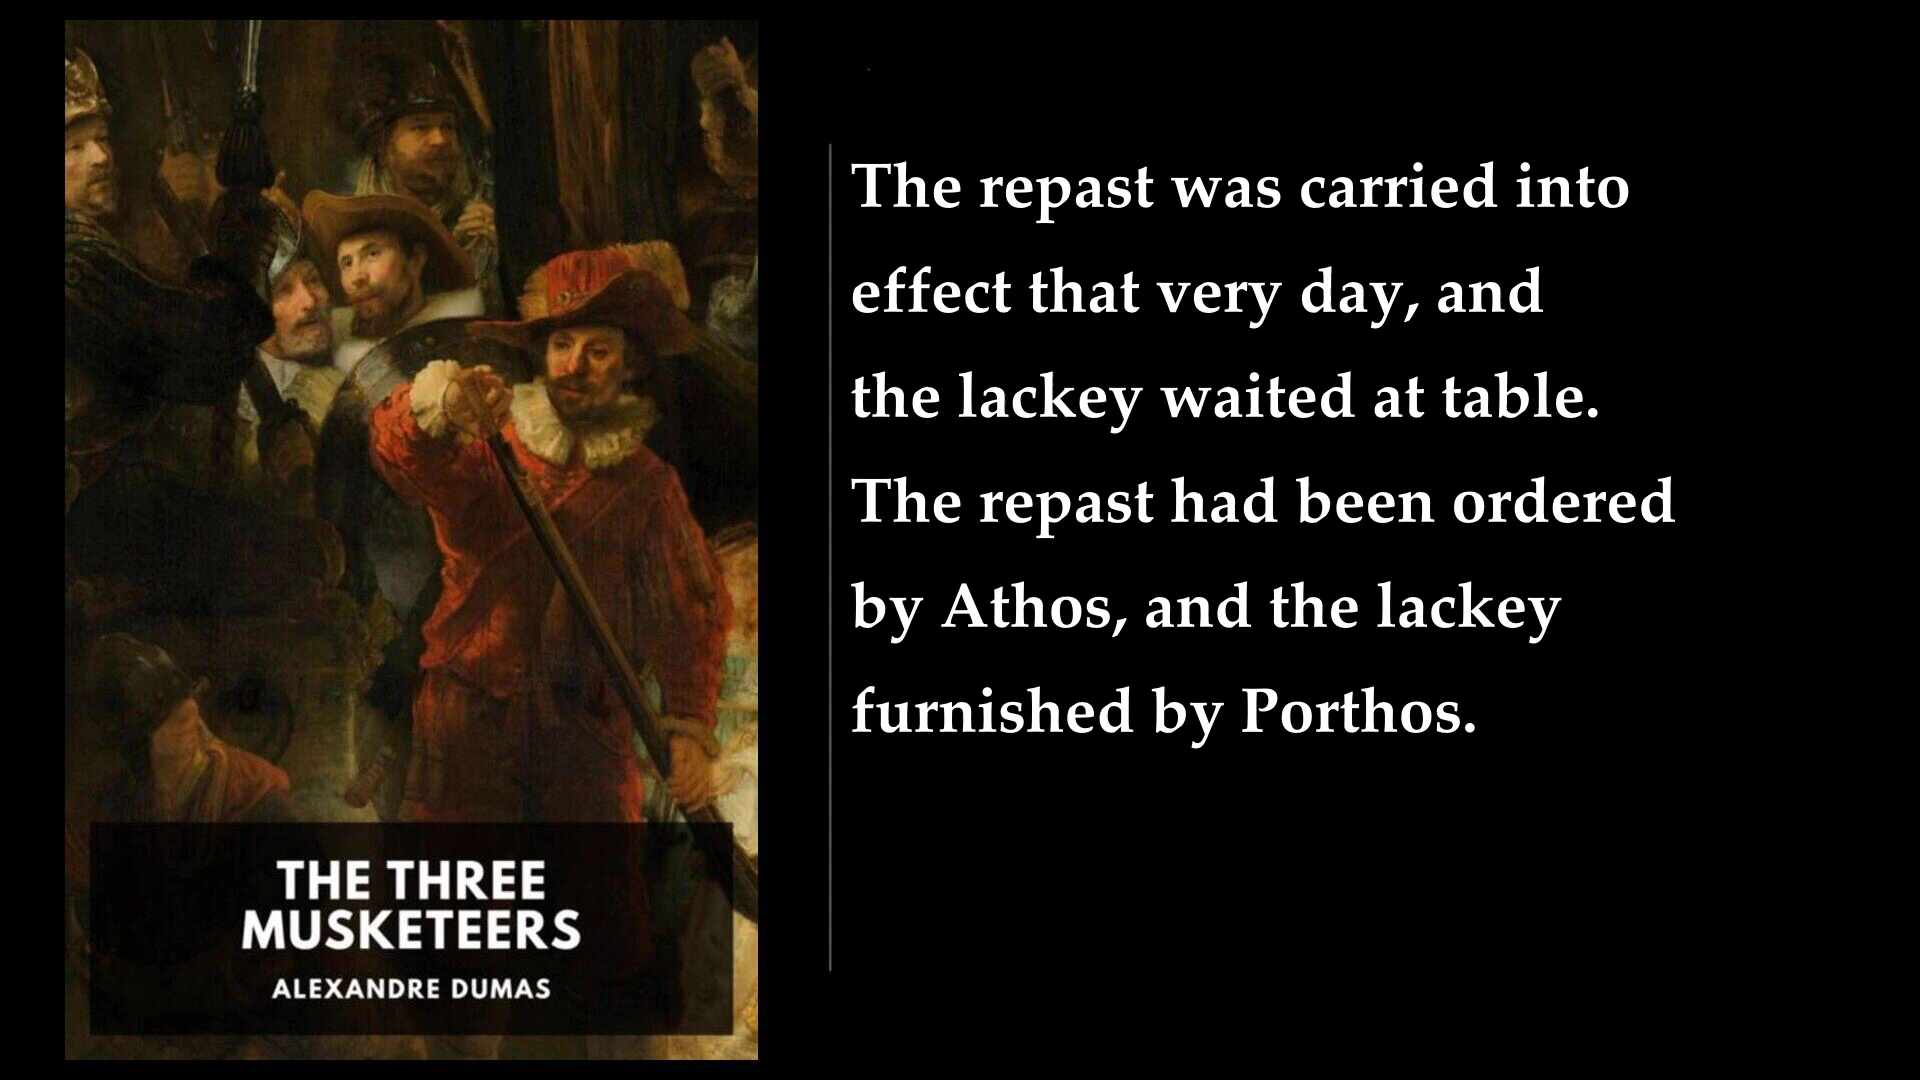 THE THREE
MUSKETEERS
ALEXANDRE DUMAS
The repast was carried into
effect that very day, and
the lackey waited at table.
The repast had been ordered
by Athos, and the lackey
furnished by Porthos.